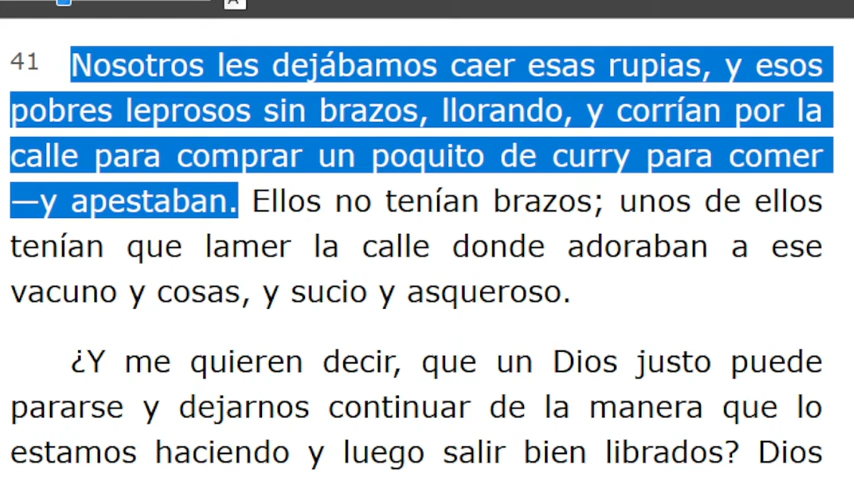 41 Nosotros les dejábamos caer esas rupias, y esos
pobres leprosos sin brazos, llorando, y corrían por la
calle para comprar un poquito de curry para comer
—y apestaban. Ellos no tenían brazos; unos de ellos
tenían que lamer la calle donde adoraban a ese
vacuno y cosas, y sucio y asqueroso.
¿Y me quieren decir, que un Dios justo puede
pararse y dejarnos continuar de la manera que lo
estamos haciendo y luego salir bien librados? Dios